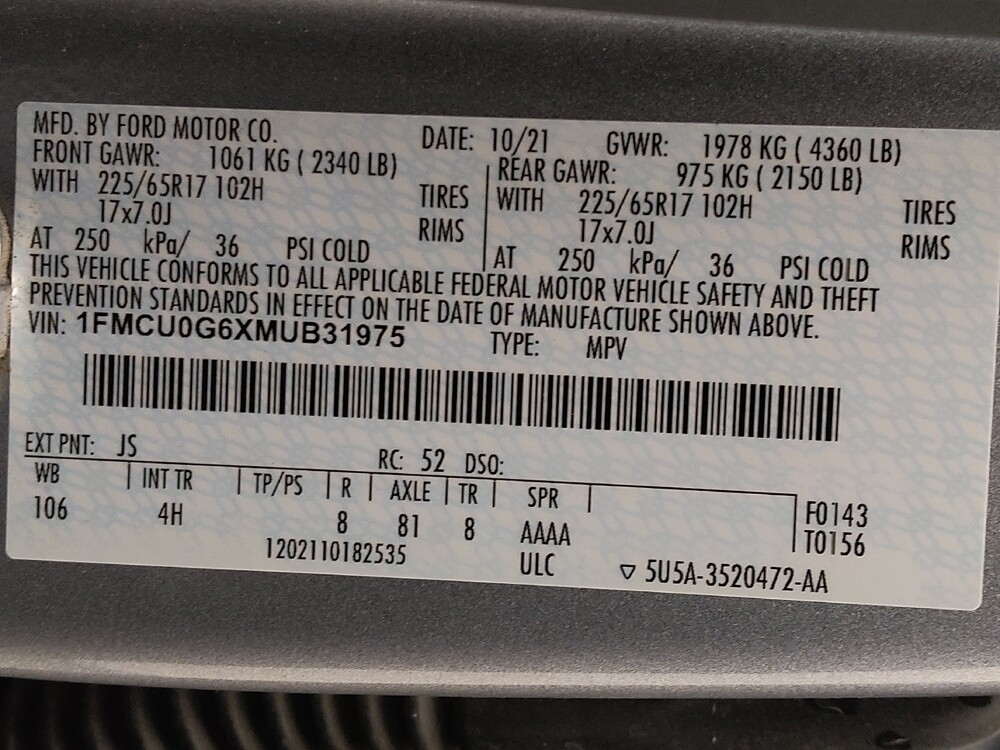 MFD. BY FORD MOTOR CO. DATE: 10/21 GVWR: 1978 KG ( 4360 LB)
FRONT GAWR: 1061 KG ( 2340 LB) REAR GAWR: 975 KG ( 2150 LB)
WITH 225/65R17 102H TIRES WITH 225/65R17 102H TIRES
17x7.0J RIMS 17x7.0J RIMS
AT 250 kPa/ 36 PSI COLD AT 250 kPa/ 36 PSI COLD
THIS VEHICLE CONFORMS TO ALL APPLICABLE FEDERAL MOTOR VEHICLE SAFETY AND THEFT
PREVENTION STANDARDS IN EFFECT ON THE DATE OF MANUFACTURE SHOWN ABOVE.
VIN: 1FMCU0G6XMUB31975 TYPE: MPV
EXT PNT: JS RC: 52 DSO:
WB INT TR TP/PS R AXLE TR SPR F0143
106 4H 8 81 8 AAAA T0156
1202110182535 ULC ▽ 5U5A-3520472-AA